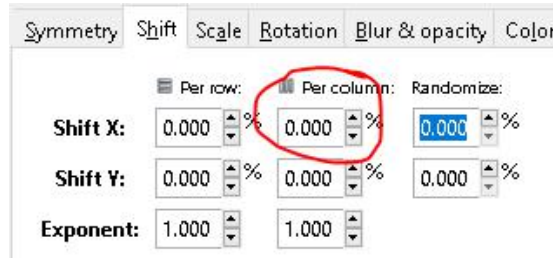 Symmetry Shift Scale Rotation Blur & opacity Color
Per row: Per column: Randomize:
Shift X: 0.000 % 0.000 % 0.000 %
Shift Y: 0.000 % 0.000 % 0.000 %
Exponent: 1.000 1.000